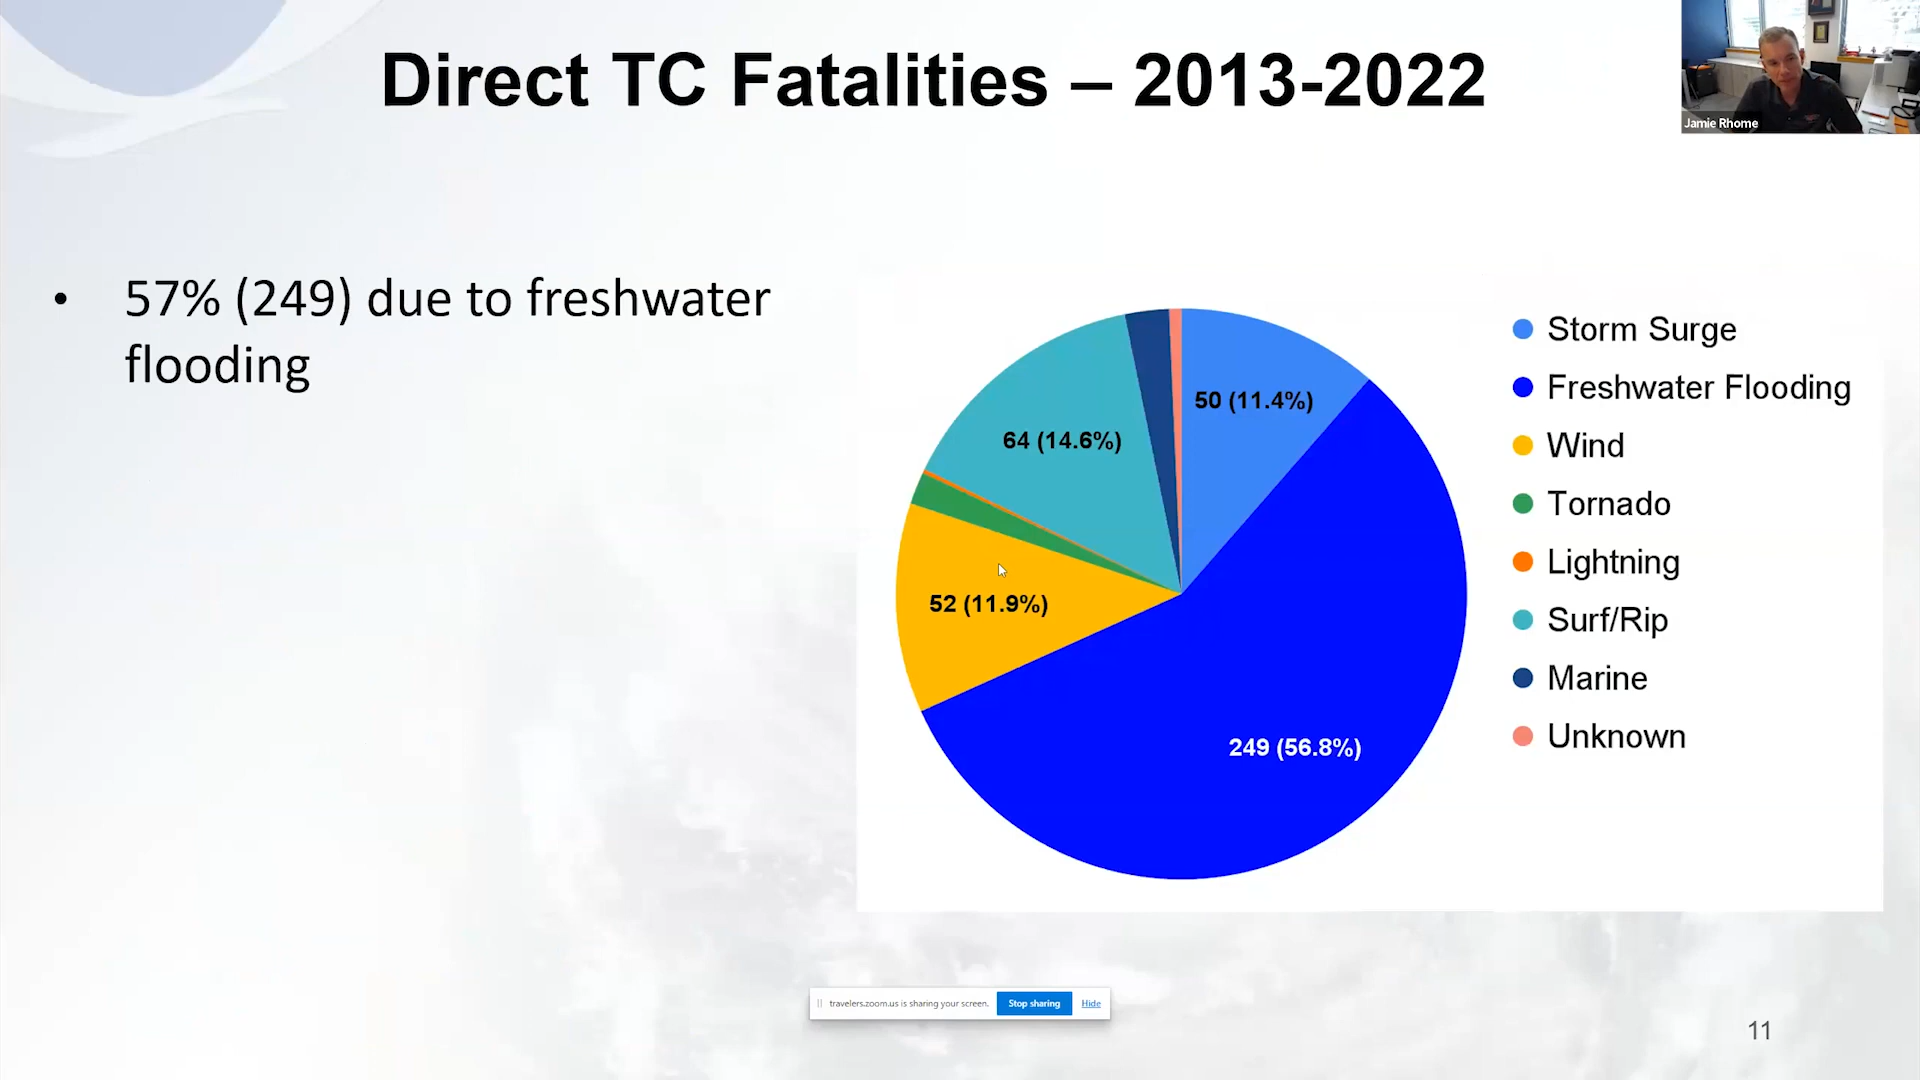 Direct TC Fatalities – 2013-2022
Jamie Rhome
• 57% (249) due to freshwater
flooding
50 (11.4%)
64 (14.6%)
52 (11.9%)
249 (56.8%)
Storm Surge
Freshwater Flooding
Wind
Tornado
Lightning
Surf/Rip
Marine
Unknown
travelers.zoom.us is sharing your screen.
Stop sharing
Hide
11